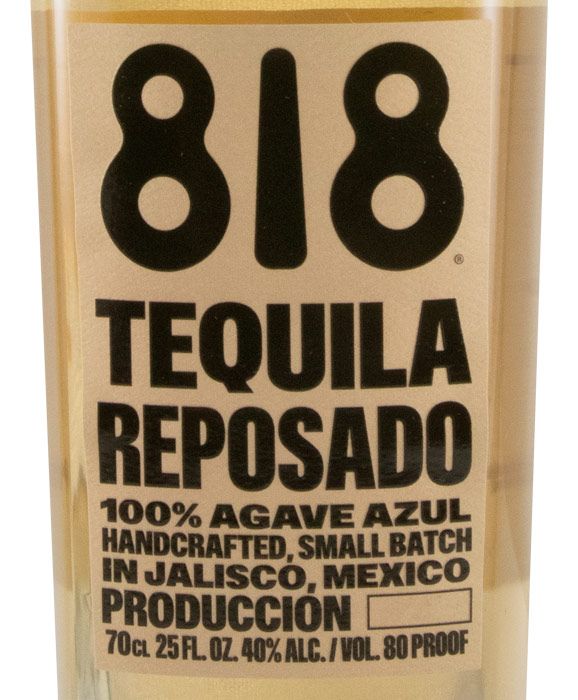 818
®
TEQUILA
REPOSADO
100% AGAVE AZUL
HANDCRAFTED, SMALL BATCH
IN JALISCO, MEXICO
PRODUCCIÓN
70CL 25 FL. OZ. 40% ALC. / VOL. 80 PROOF